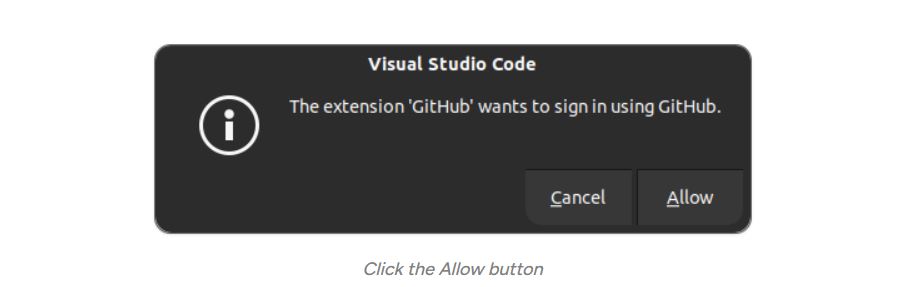 Visual Studio Code
The extension 'GitHub' wants to sign in using GitHub.
Cancel
Allow
Click the Allow button